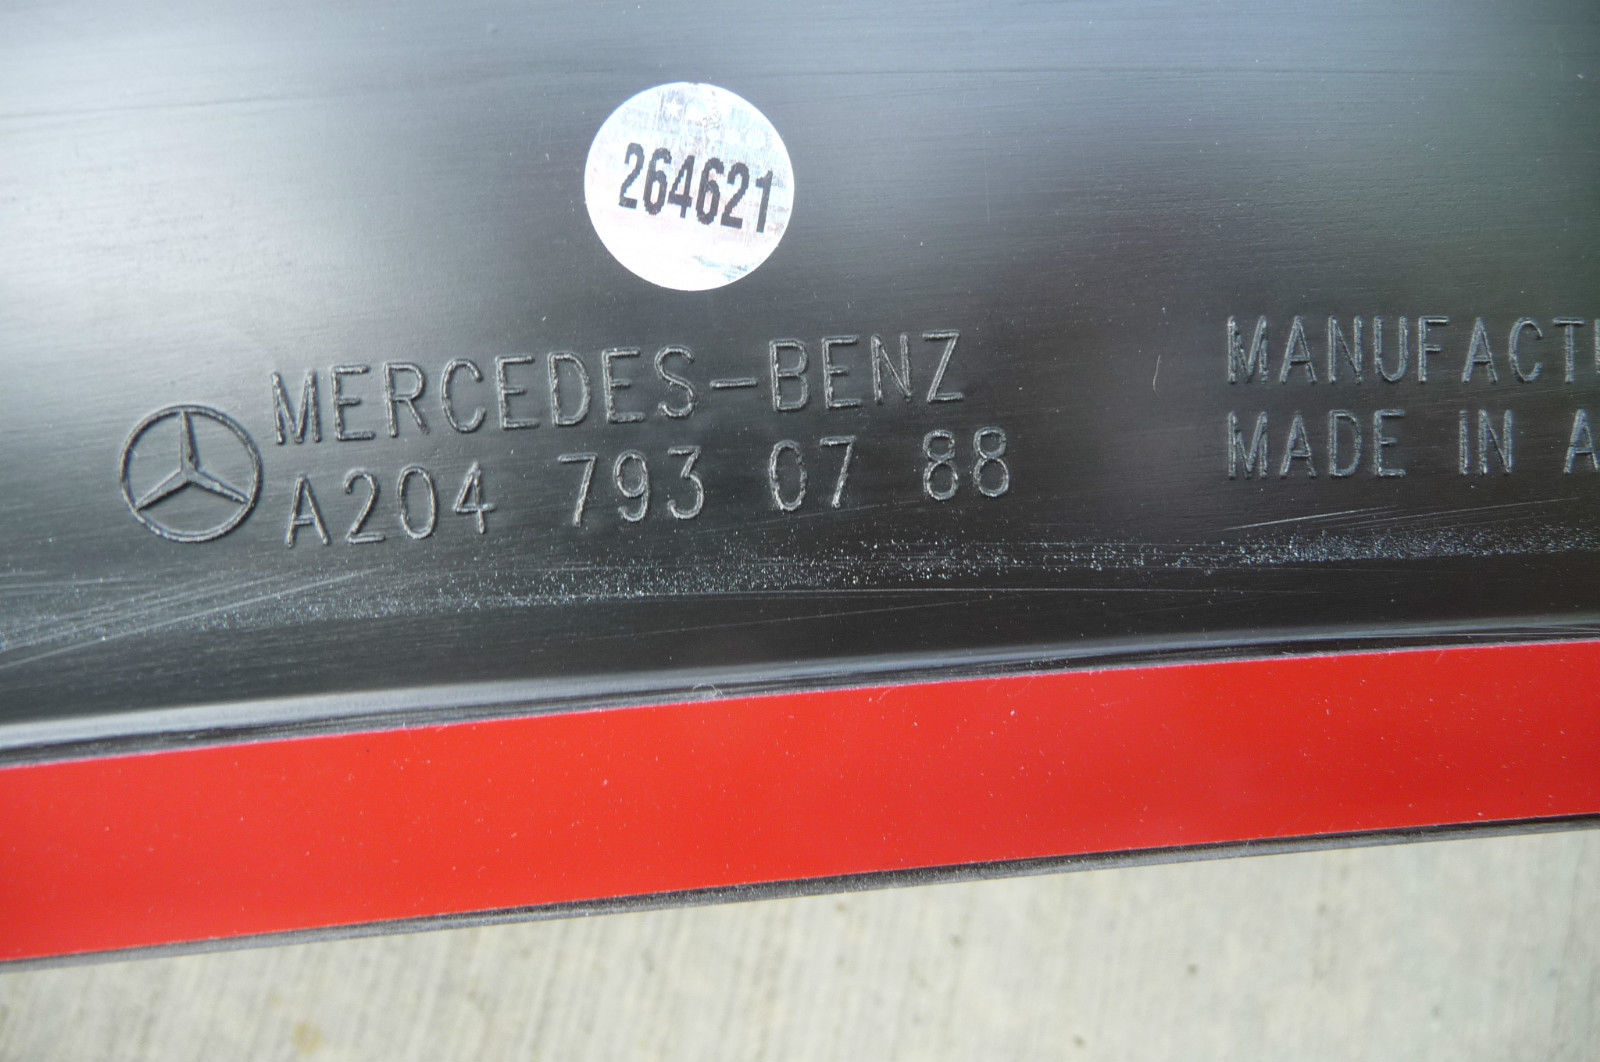 264621
MERCEDES-BENZ
A204 793 07 88
MANUFACT
MADE IN A